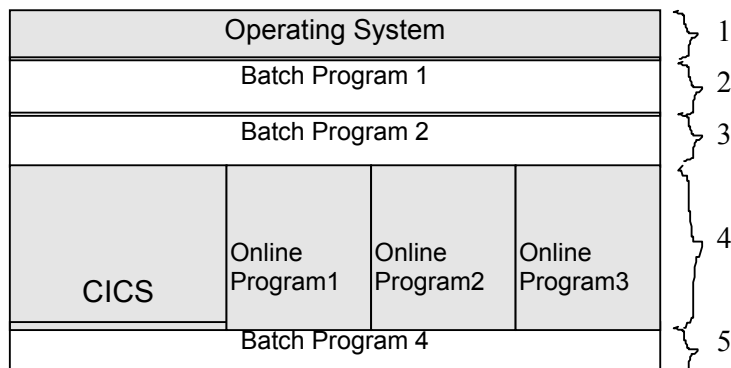 Operating System
1
Batch Program 1
2
Batch Program 2
3
CICS
Online
Program1
Online
Program2
Online
Program3
4
Batch Program 4
5